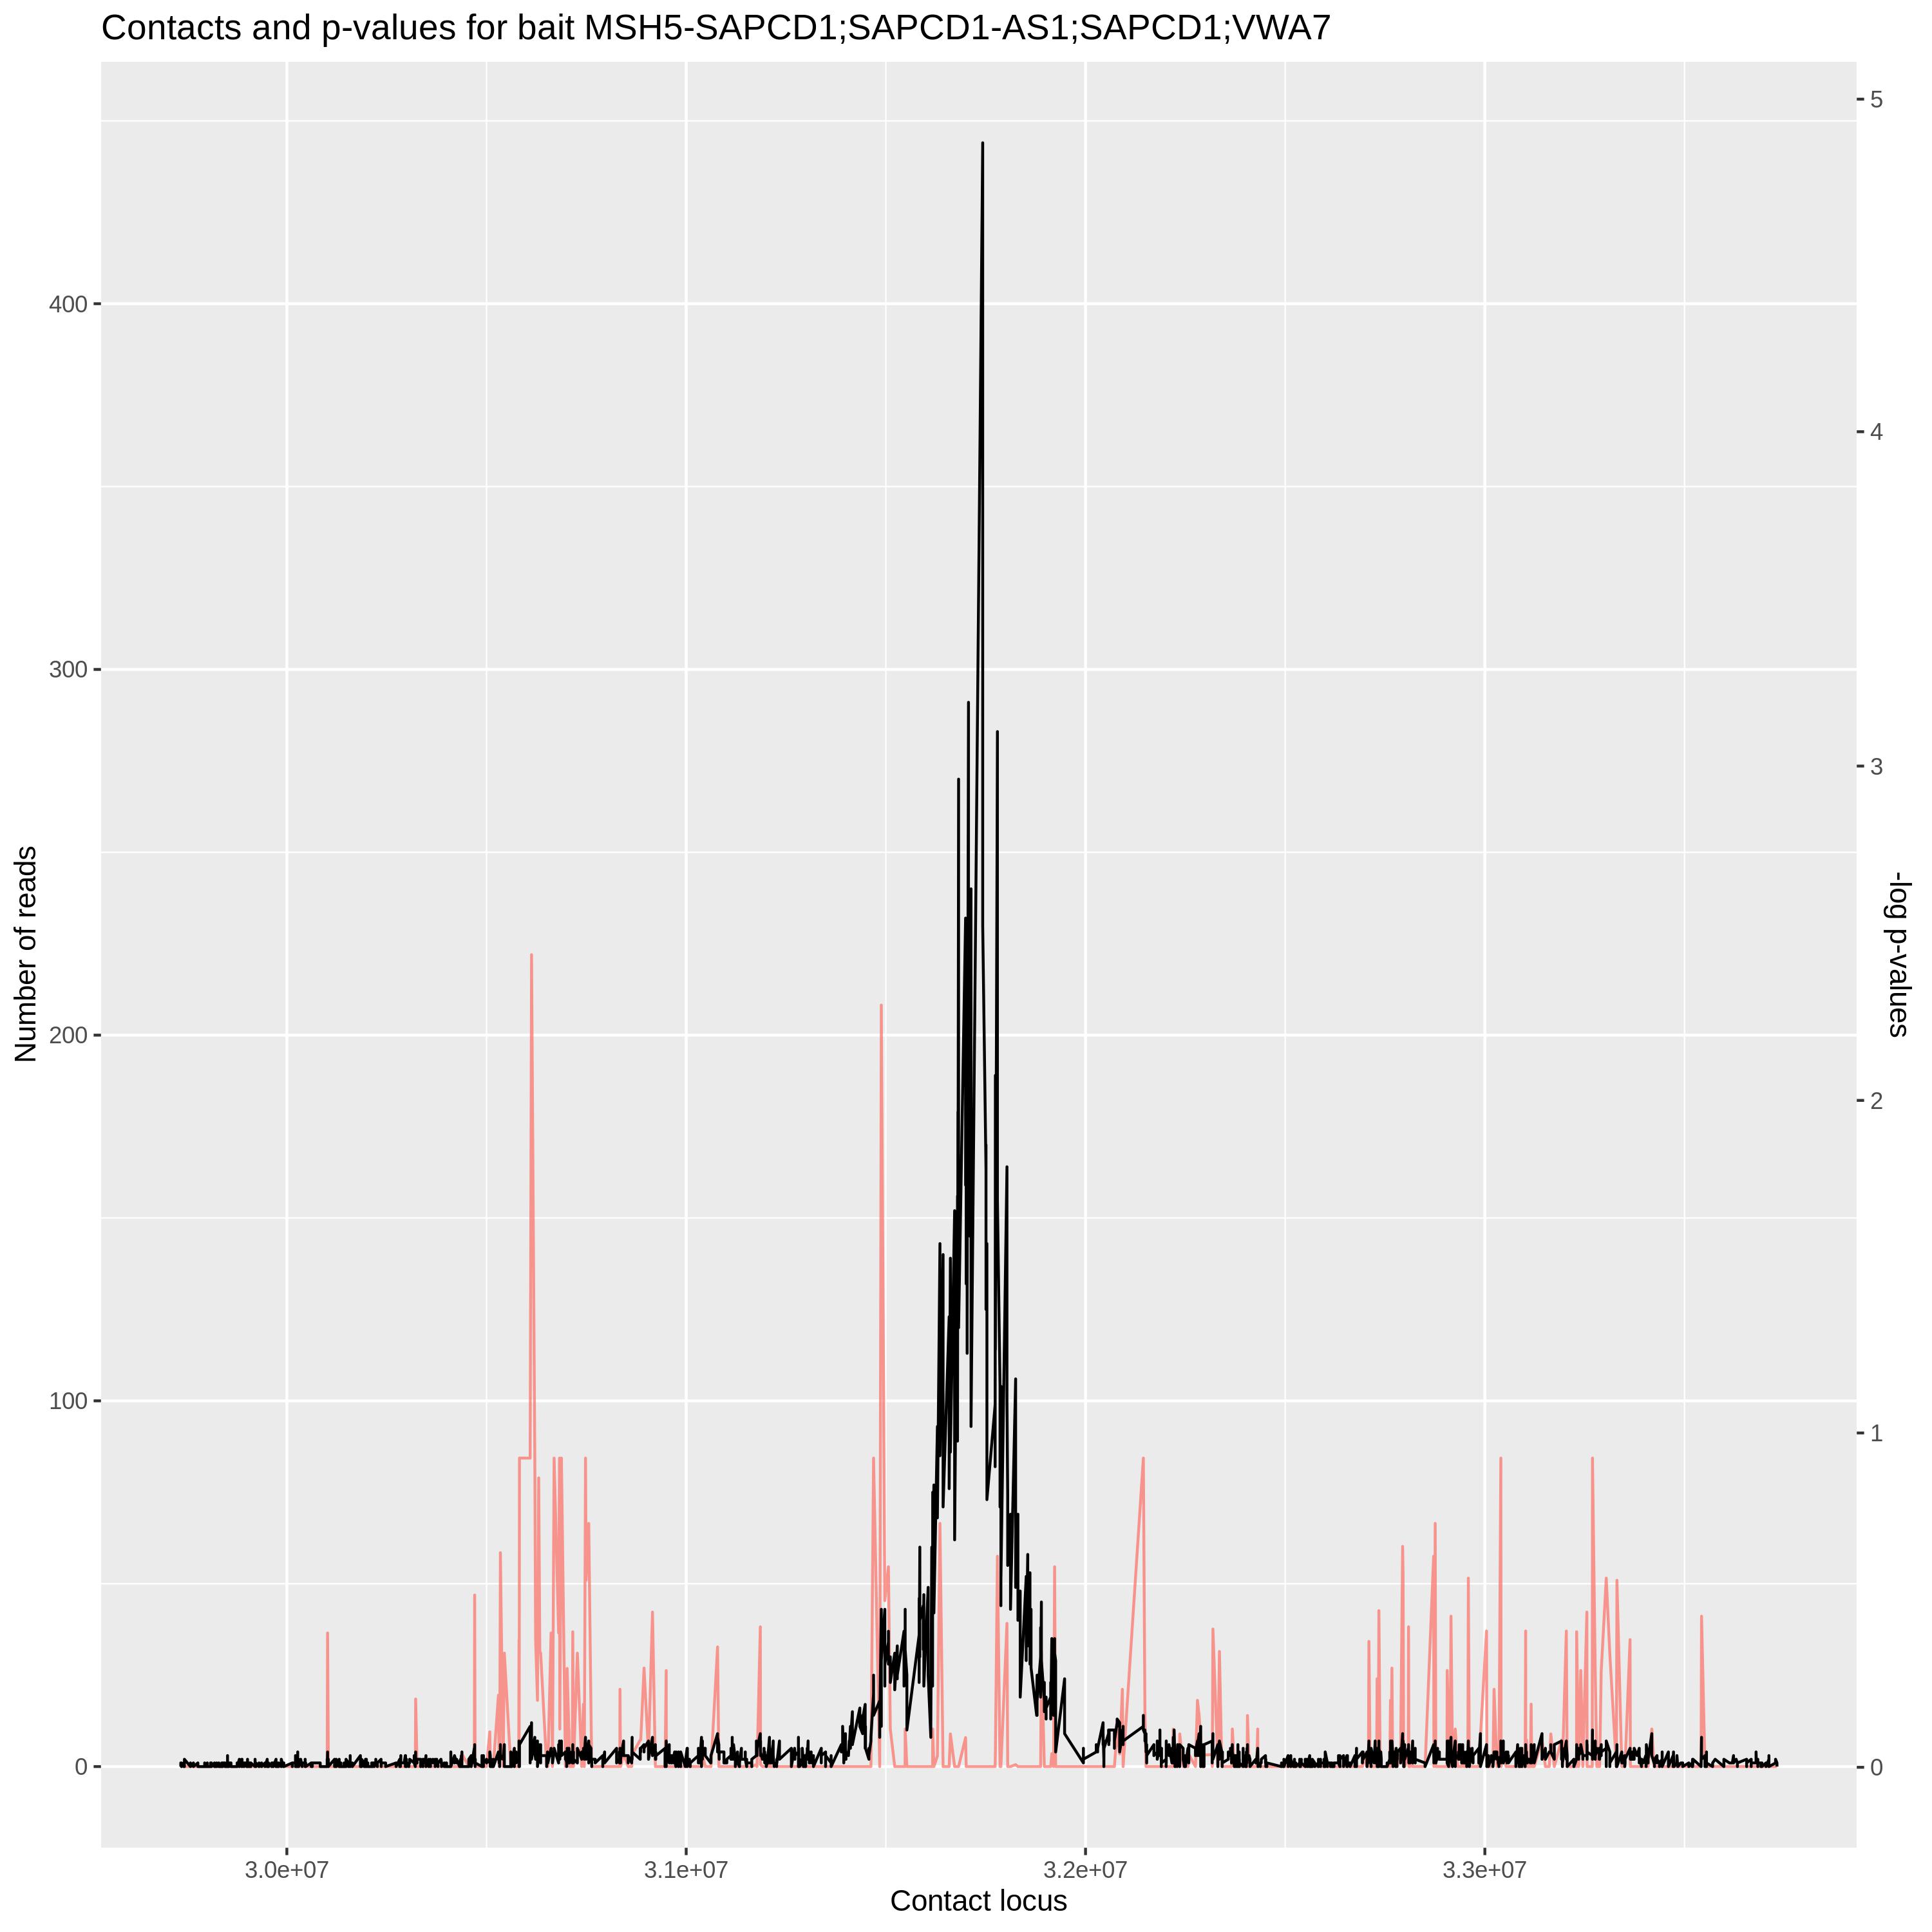 Contacts and p-values for bait MSH5-SAPCD1;SAPCD1-AS1;SAPCD1;VWA7
Number of reads
400
300
200
100
0
5
4
3
2
1
0
-log p-values
3.0e+07 3.1e+07 3.2e+07 3.3e+07
Contact locus